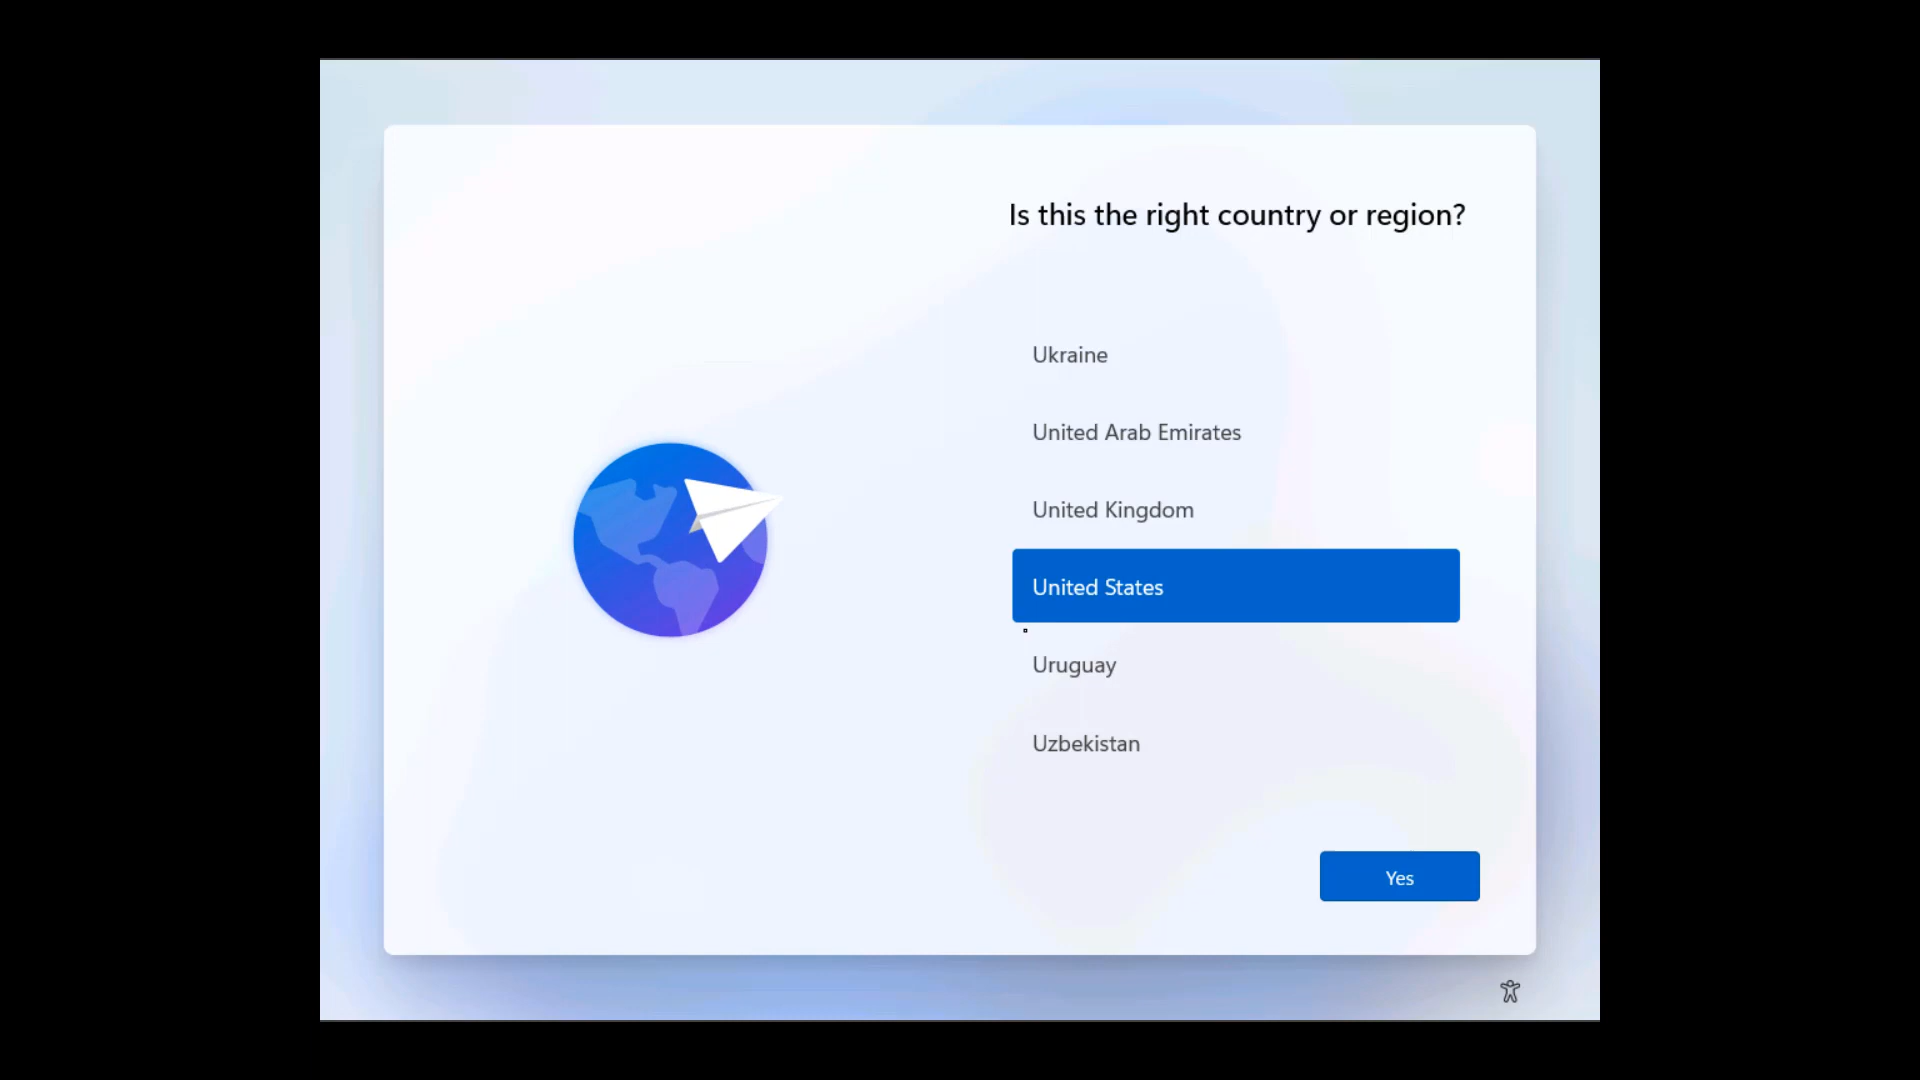 Is this the right country or region?
Ukraine
United Arab Emirates
United Kingdom
United States
Uruguay
Uzbekistan
Yes